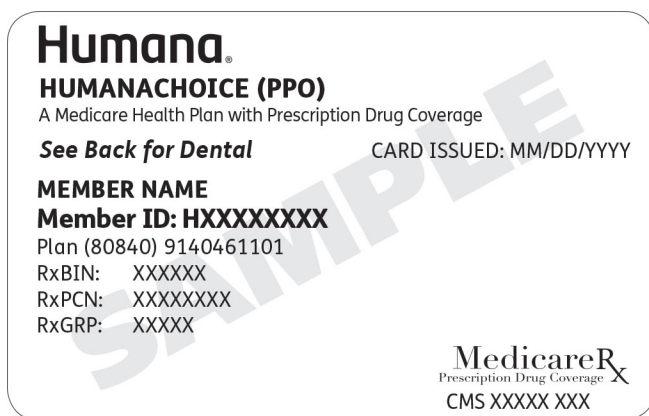 Humana®
HUMANACHOICE (PPO)
A Medicare Health Plan with Prescription Drug Coverage
See Back for Dental CARD ISSUED: MM/DD/YYYY
MEMBER NAME
Member ID: HXXXXXXXX
Plan (80840) 9140461101
RxBIN: XXXXXX
RxPCN: XXXXXXXX
RxGRP: XXXXX
SAMPLE
MedicareRx
Prescription Drug Coverage
CMS XXXXX XXX